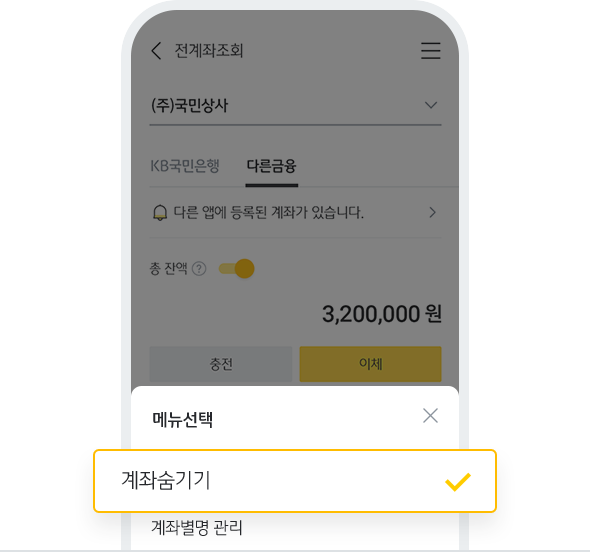 전계좌조회
(주)국민상사
KB국민은행 다른금융
다른 앱에 등록된 계좌가 있습니다.
총 잔액 ?
3,200,000 원
충전 이체
메뉴선택
계좌숨기기
계좌별명 관리